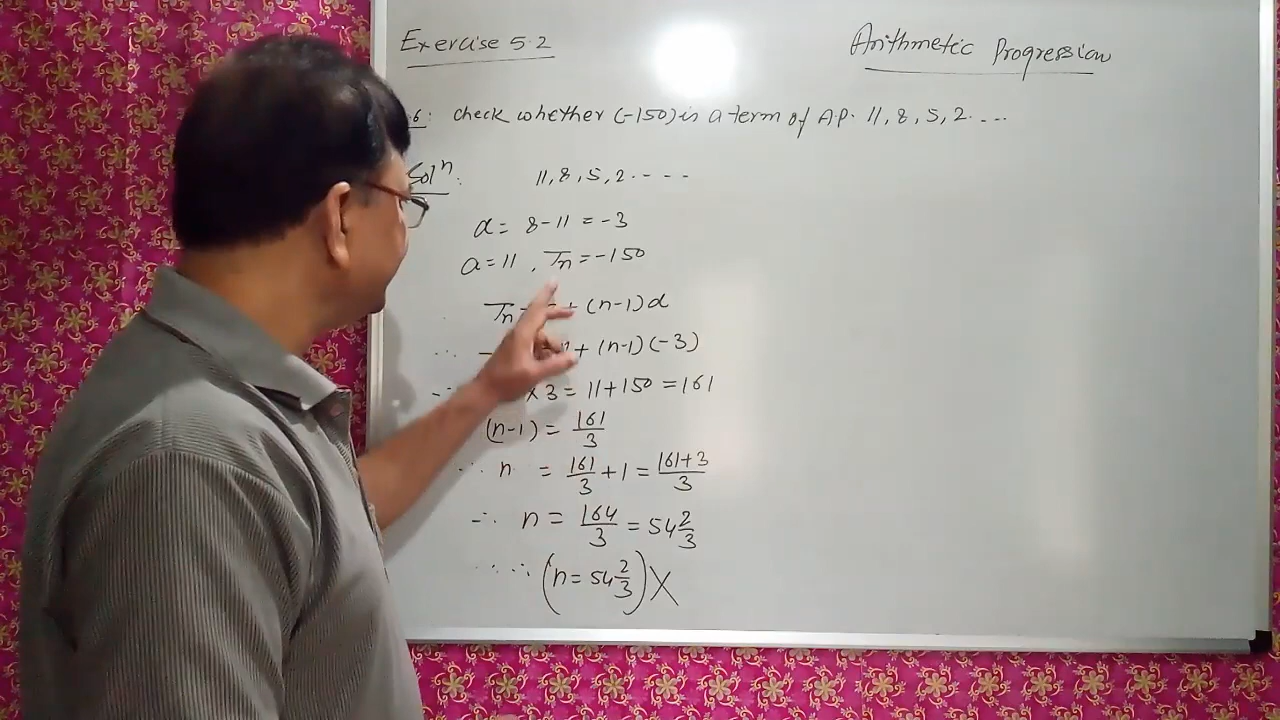 Exercise 5.2
Arithmetic Progression
6: check whether (-150) is a term of A.P. 11, 8, 5, 2....
Solⁿ: 11, 8, 5, 2.----
d = 8-11 = -3
a = 11 , Tn = -150
Tn + (n-1)d
∴ + (n-1)(-3)
∴ x 3 = 11+150 = 161
(n-1) = 161/3
∴ n = 161/3 + 1 = (161+3)/3
∴ n = 164/3 = 54 2/3
∴ (n = 54 2/3) X